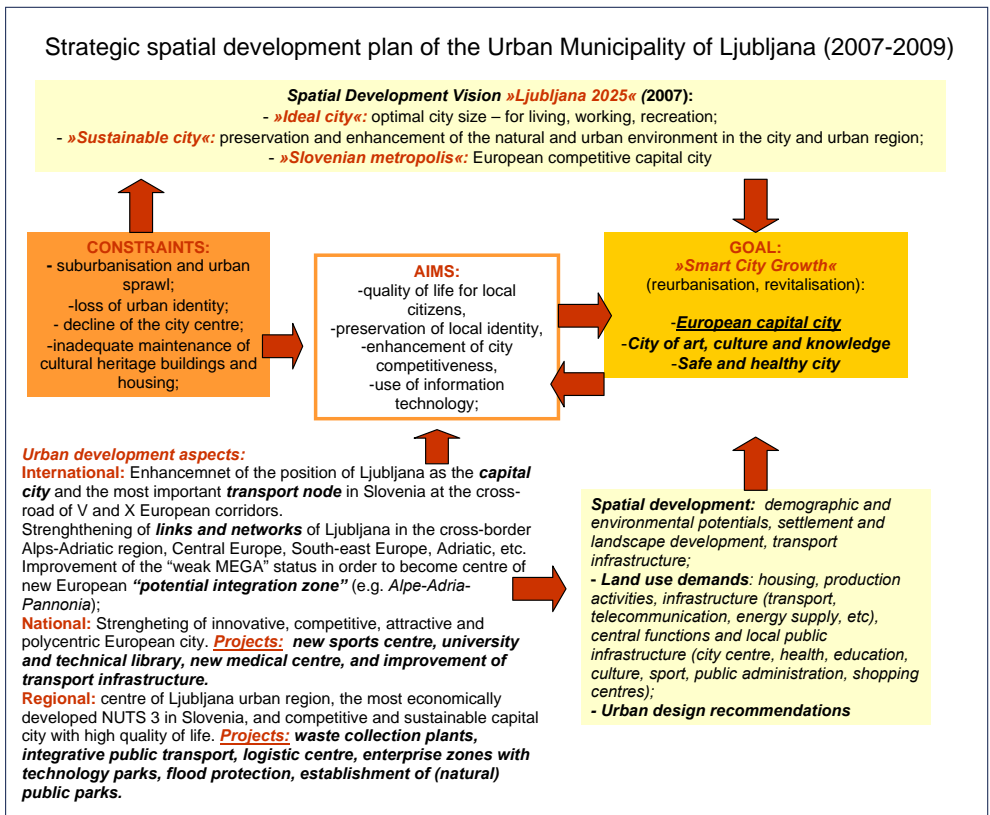 Strategic spatial development plan of the Urban Municipality of Ljubljana (2007-2009)
Spatial Development Vision »Ljubljana 2025« (2007):
- »Ideal city«: optimal city size – for living, working, recreation;
- »Sustainable city«: preservation and enhancement of the natural and urban environment in the city and urban region;
- »Slovenian metropolis«: European competitive capital city
CONSTRAINTS:
- suburbanisation and urban
sprawl;
-loss of urban identity;
- decline of the city centre;
-inadequate maintenance of
cultural heritage buildings and
housing;
AIMS:
-quality of life for local
citizens,
-preservation of local identity,
-enhancement of city
competitiveness,
-use of information
technology;
GOAL:
»Smart City Growth«
(reurbanisation, revitalisation):
-European capital city
-City of art, culture and knowledge
-Safe and healthy city
Urban development aspects:
International: Enhancemnet of the position of Ljubljana as the capital
city and the most important transport node in Slovenia at the cross-
road of V and X European corridors.
Strenghthening of links and networks of Ljubljana in the cross-border
Alps-Adriatic region, Central Europe, South-east Europe, Adriatic, etc.
Improvement of the “weak MEGA” status in order to become centre of
new European “potential integration zone” (e.g. Alpe-Adria-
Pannonia);
National: Strengheting of innovative, competitive, attractive and
polycentric European city. Projects: new sports centre, university
and technical library, new medical centre, and improvement of
transport infrastructure.
Regional: centre of Ljubljana urban region, the most economically
developed NUTS 3 in Slovenia, and competitive and sustainable capital
city with high quality of life. Projects: waste collection plants,
integrative public transport, logistic centre, enterprise zones with
technology parks, flood protection, establishment of (natural)
public parks.
Spatial development: demographic and
environmental potentials, settlement and
landscape development, transport
infrastructure;
- Land use demands: housing, production
activities, infrastructure (transport,
telecommunication, energy supply, etc),
central functions and local public
infrastructure (city centre, health, education,
culture, sport, public administration, shopping
centres);
- Urban design recommendations